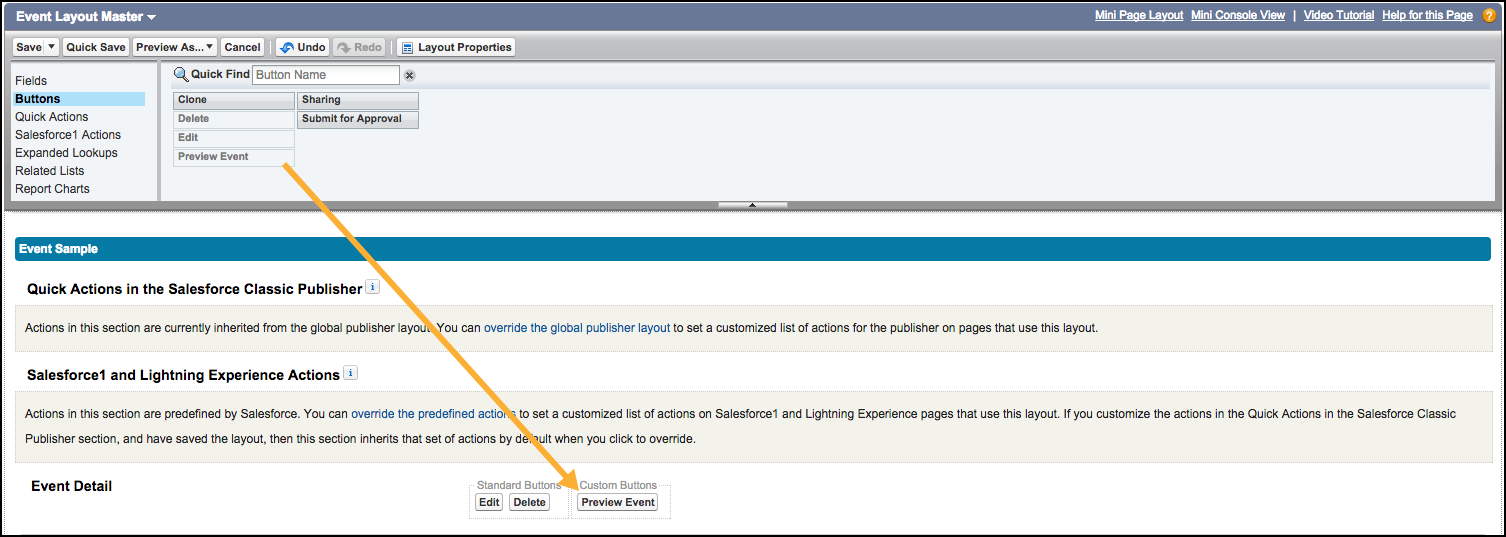 Event Layout Master
Mini Page Layout Mini Console View | Video Tutorial Help for this Page ?
Save Quick Save Preview As... Cancel Undo Redo Layout Properties
Fields
Buttons
Quick Actions
Salesforce1 Actions
Expanded Lookups
Related Lists
Report Charts
Quick Find Button Name
Clone Sharing
Delete Submit for Approval
Edit
Preview Event
Event Sample
Quick Actions in the Salesforce Classic Publisher i
Actions in this section are currently inherited from the global publisher layout. You can override the global publisher layout to set a customized list of actions for the publisher on pages that use this layout.
Salesforce1 and Lightning Experience Actions i
Actions in this section are predefined by Salesforce. You can override the predefined actions to set a customized list of actions on Salesforce1 and Lightning Experience pages that use this layout. If you customize the actions in the Quick Actions in the Salesforce Classic
Publisher section, and have saved the layout, then this section inherits that set of actions by default when you click to override.
Event Detail
Standard Buttons Custom Buttons
Edit Delete Preview Event